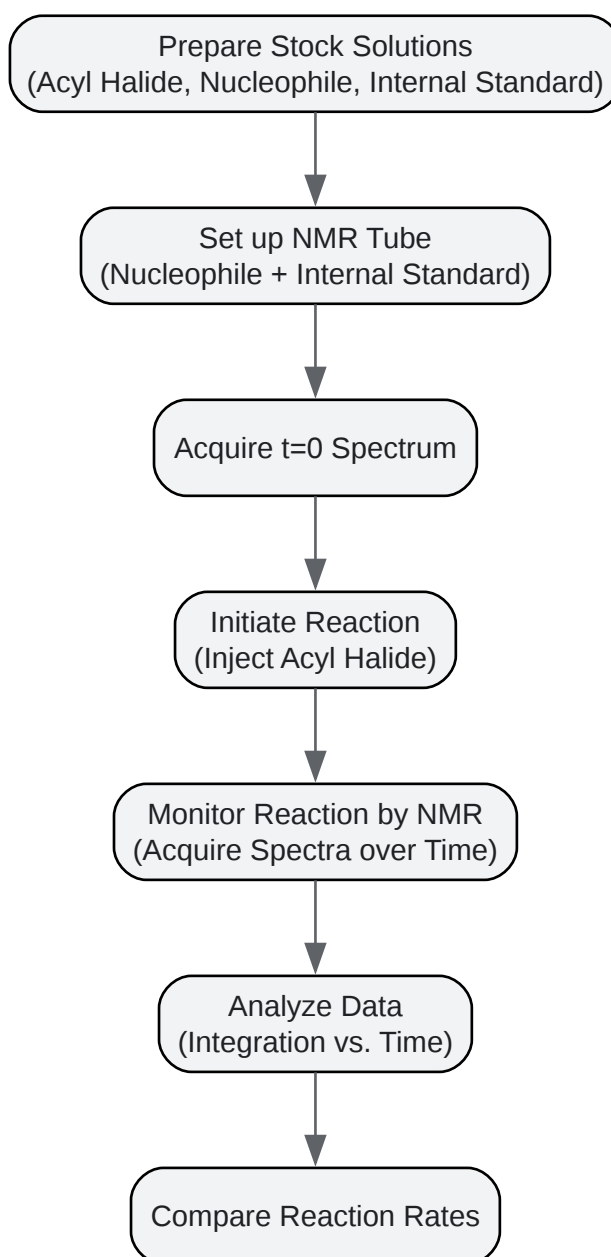 Prepare Stock Solutions
(Acyl Halide, Nucleophile, Internal Standard)
Set up NMR Tube
(Nucleophile + Internal Standard)
Acquire t=0 Spectrum
Initiate Reaction
(Inject Acyl Halide)
Monitor Reaction by NMR
(Acquire Spectra over Time)
Analyze Data
(Integration vs. Time)
Compare Reaction Rates